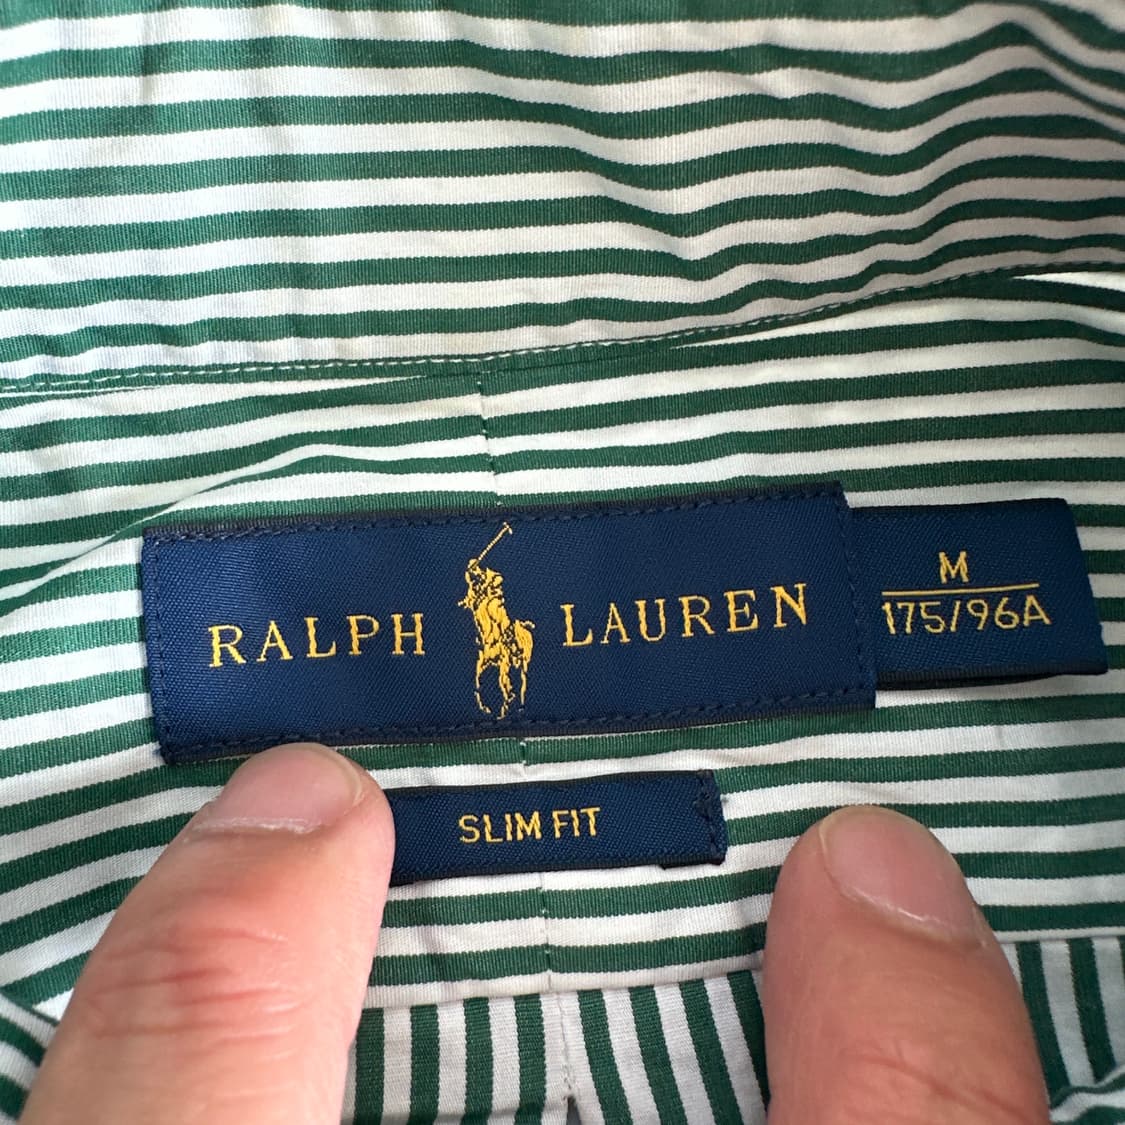 RALPH LAUREN
M
175/96A
SLIM FIT